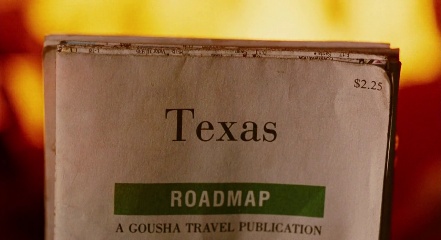 $2.25
Texas
ROADMAP
A GOUSHA TRAVEL PUBLICATION